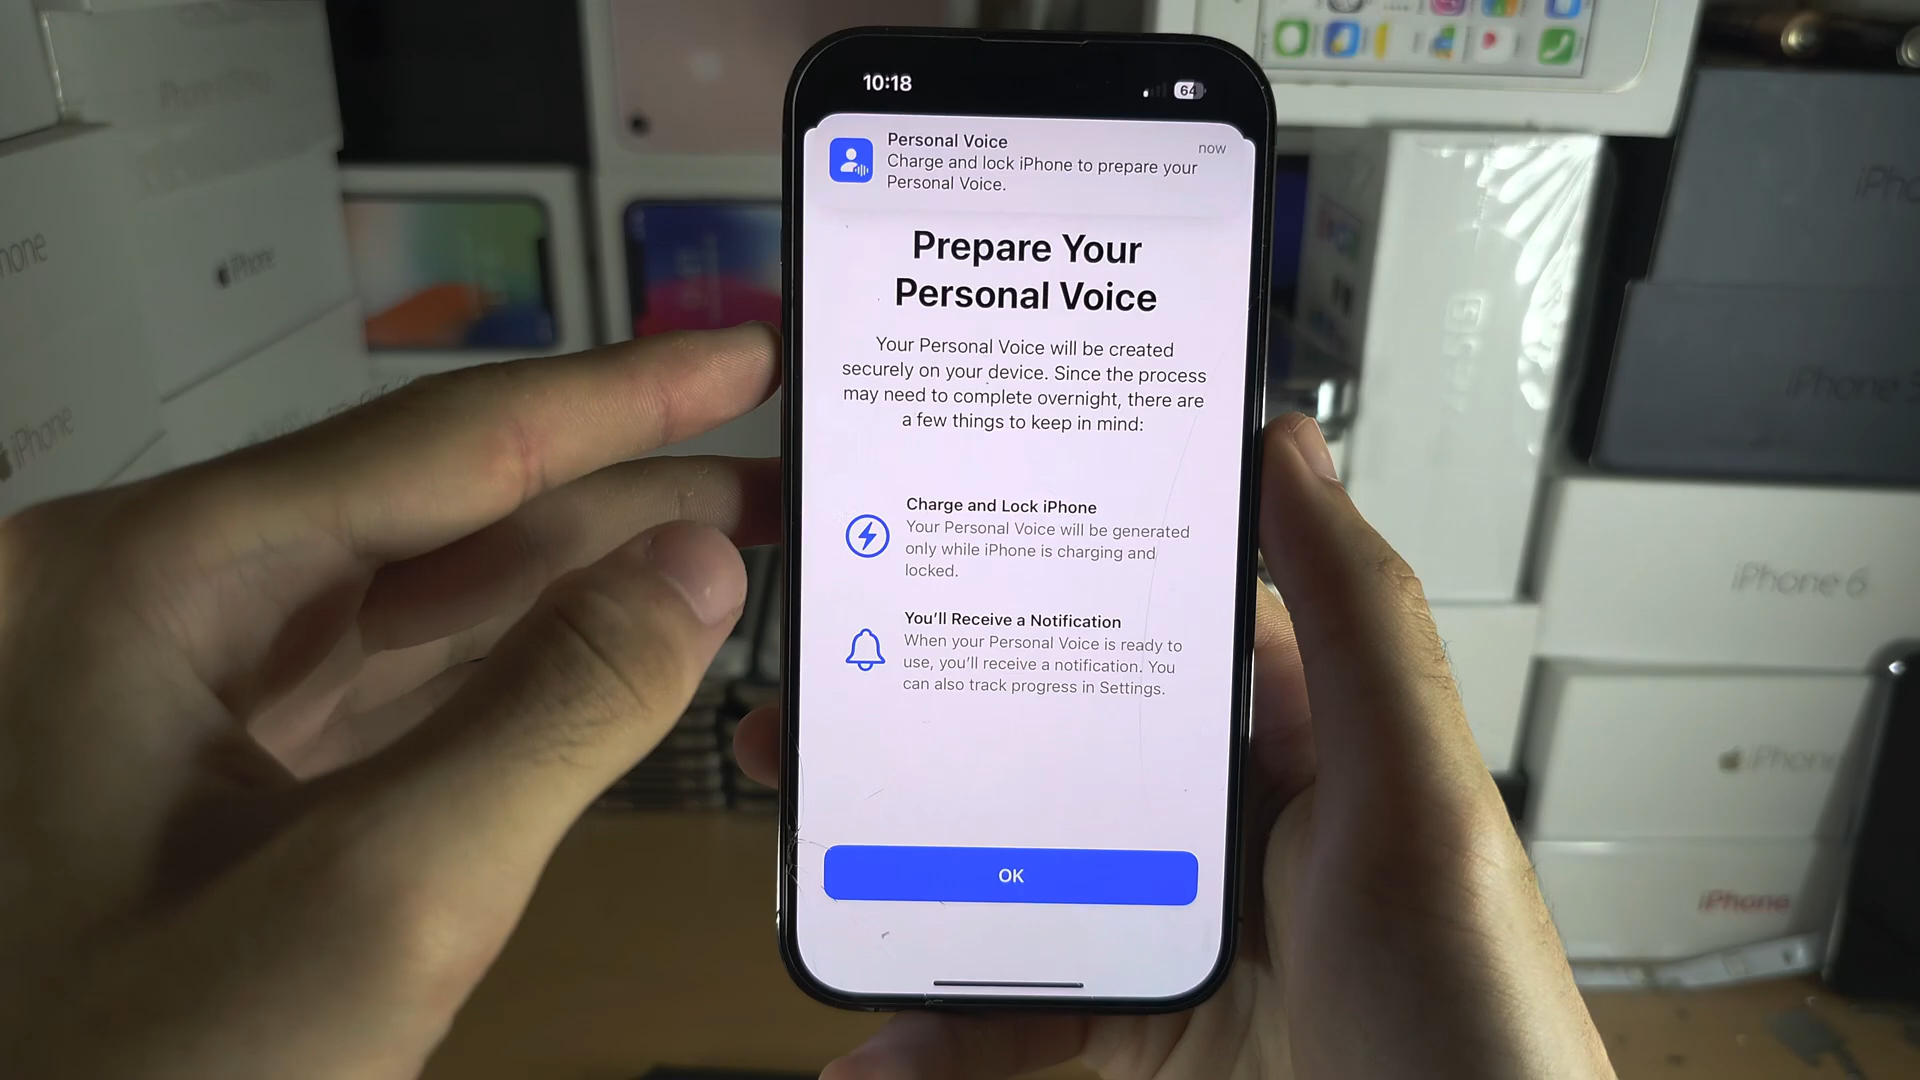 10:18
64
Personal Voice
now
Charge and lock iPhone to prepare your
Personal Voice.
Prepare Your
Personal Voice
Your Personal Voice will be created
securely on your device. Since the process
may need to complete overnight, there are
a few things to keep in mind:
Charge and Lock iPhone
Your Personal Voice will be generated
only while iPhone is charging and
locked.
You’ll Receive a Notification
When your Personal Voice is ready to
use, you’ll receive a notification. You
can also track progress in Settings.
OK
iPhone
iPhone
iPhone 6
iPhone
iPhone